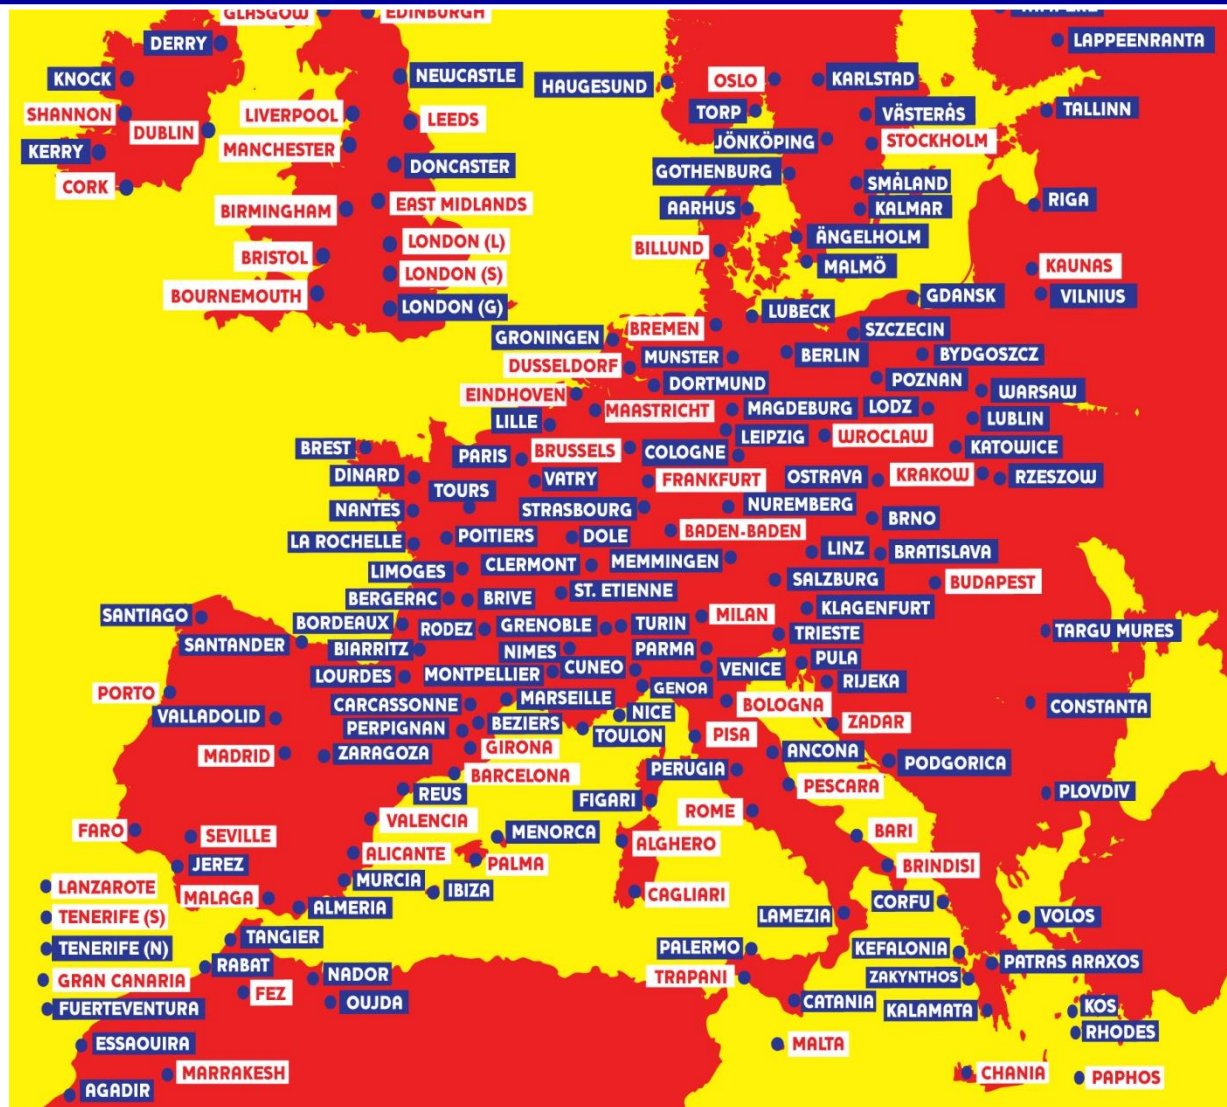 GLASGOW
EDINBURGH
TAMPERE
DERRY
LAPPEENRANTA
KNOCK
NEWCASTLE
HAUGESUND
OSLO
KARLSTAD
SHANNON
LIVERPOOL
LEEDS
TORP
VÄSTERÅS
TALLINN
DUBLIN
MANCHESTER
JÖNKÖPING
STOCKHOLM
KERRY
DONCASTER
GOTHENBURG
SMÅLAND
CORK
BIRMINGHAM
EAST MIDLANDS
AARHUS
KALMAR
RIGA
LONDON (L)
BILLUND
ÄNGELHOLM
BRISTOL
LONDON (S)
MALMÖ
KAUNAS
BOURNEMOUTH
LONDON (G)
GDANSK
VILNIUS
LUBECK
GRONINGEN
BREMEN
SZCZECIN
DUSSELDORF
MUNSTER
BERLIN
BYDGOSZCZ
DORTMUND
POZNAN
WARSAW
EINDHOVEN
MAASTRICHT
MAGDEBURG
LODZ
LUBLIN
LILLE
LEIPZIG
WROCLAW
KATOWICE
BREST
PARIS
BRUSSELS
COLOGNE
DINARD
TOURS
VATRY
FRANKFURT
OSTRAVA
KRAKOW
RZESZOW
NANTES
STRASBOURG
NUREMBERG
BRNO
LA ROCHELLE
POITIERS
DOLE
BADEN-BADEN
LINZ
BRATISLAVA
LIMOGES
CLERMONT
MEMMINGEN
SALZBURG
BUDAPEST
BERGERAC
BRIVE
ST. ETIENNE
KLAGENFURT
SANTIAGO
BORDEAUX
RODEZ
GRENOBLE
TURIN
MILAN
TRIESTE
TARGU MURES
SANTANDER
BIARRITZ
NIMES
PARMA
LOURDES
MONTPELLIER
CUNEO
VENICE
PULA
PORTO
GENOA
RIJEKA
CARCASSONNE
MARSEILLE
BOLOGNA
CONSTANTA
VALLADOLID
PERPIGNAN
BEZIERS
NICE
ZADAR
MADRID
ZARAGOZA
GIRONA
TOULON
PISA
ANCONA
PODGORICA
BARCELONA
PERUGIA
REUS
PESCARA
PLOVDIV
FIGARI
ROME
FARO
SEVILLE
VALENCIA
MENORCA
ALGHERO
BARI
JEREZ
ALICANTE
PALMA
BRINDISI
LANZAROTE
MURCIA
IBIZA
MALAGA
CAGLIARI
CORFU
TENERIFE (S)
ALMERIA
LAMEZIA
VOLOS
TENERIFE (N)
TANGIER
PALERMO
KEFALONIA
PATRAS ARAXOS
GRAN CANARIA
RABAT
NADOR
TRAPANI
ZAKYNTHOS
FEZ
FUERTEVENTURA
OUJDA
CATANIA
KALAMATA
KOS
RHODES
ESSAOUIRA
MALTA
MARRAKESH
CHANIA
PAPHOS
AGADIR